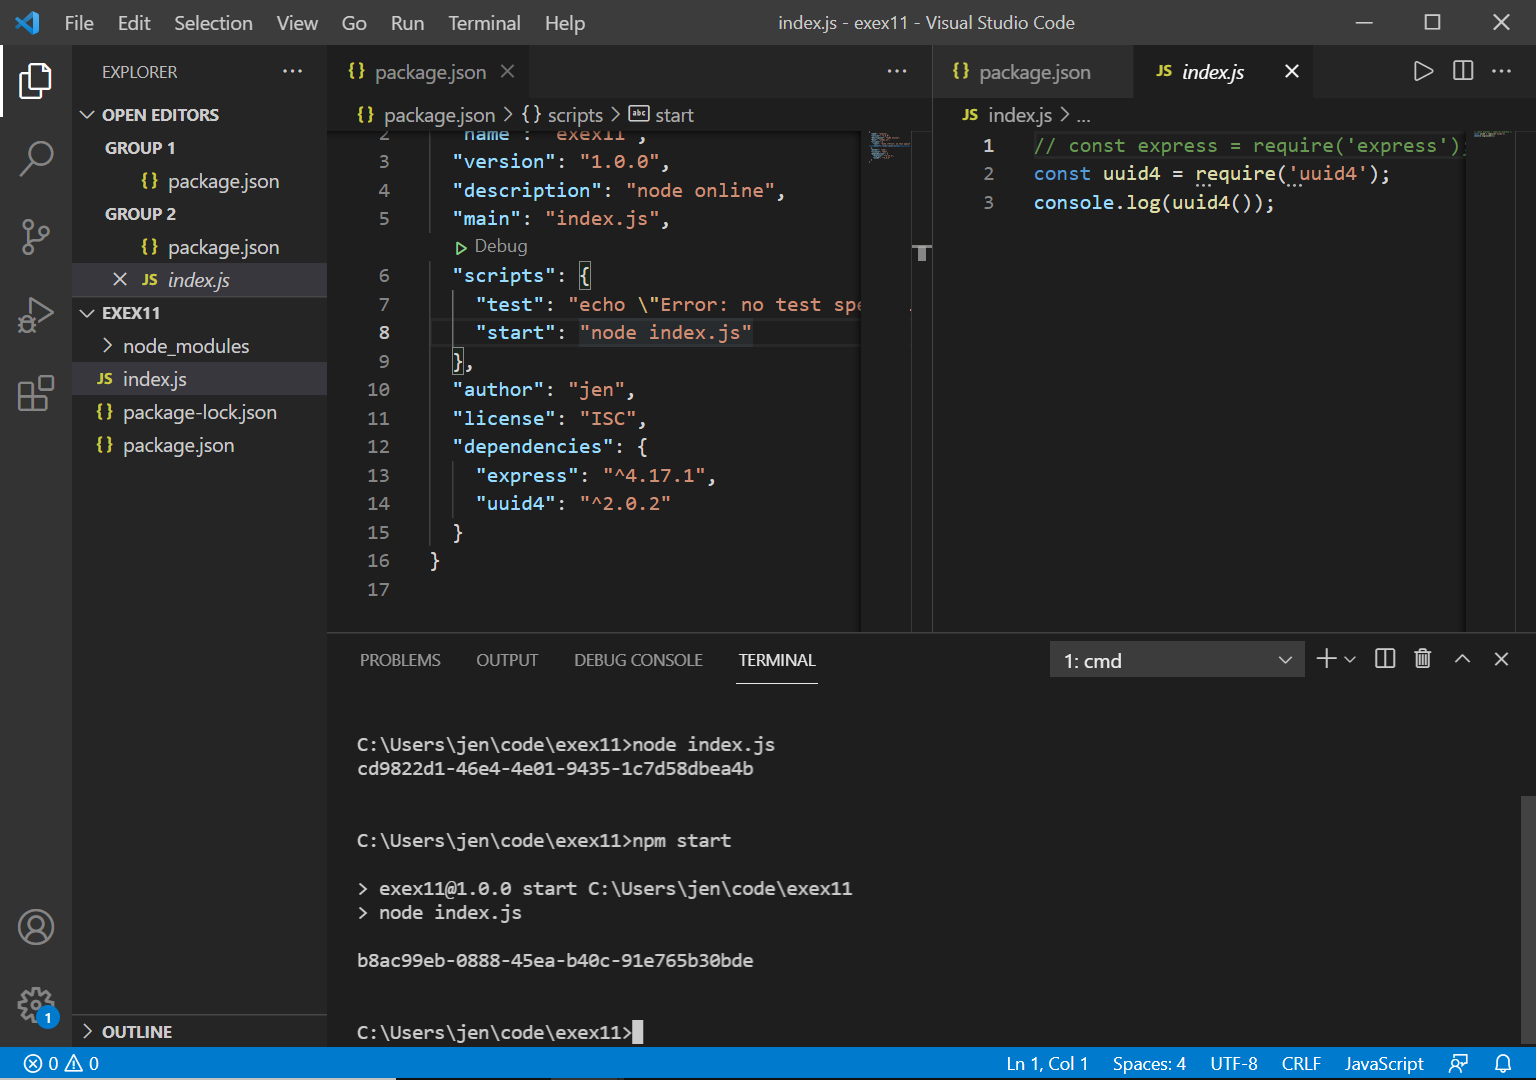 File Edit Selection View Go Run Terminal Help
index.js - exex11 - Visual Studio Code
EXPLORER
OPEN EDITORS
GROUP 1
{} package.json
GROUP 2
{} package.json
JS index.js
EXEX11
node_modules
JS index.js
{} package-lock.json
{} package.json
OUTLINE
{} package.json
{} package.json > {} scripts > abc start
2 "name": "exex11",
3 "version": "1.0.0",
4 "description": "node online",
5 "main": "index.js",
Debug
6 "scripts": {
7 "test": "echo \"Error: no test spe
8 "start": "node index.js"
9 },
10 "author": "jen",
11 "license": "ISC",
12 "dependencies": {
13 "express": "^4.17.1",
14 "uuid4": "^2.0.2"
15 }
16 }
17
{} package.json
JS index.js
JS index.js > ...
1 // const express = require('express');
2 const uuid4 = require('uuid4');
3 console.log(uuid4());
PROBLEMS OUTPUT DEBUG CONSOLE TERMINAL
1: cmd
C:\Users\jen\code\exex11>node index.js
cd9822d1-46e4-4e01-9435-1c7d58dbea4b
C:\Users\jen\code\exex11>npm start
> exex11@1.0.0 start C:\Users\jen\code\exex11
> node index.js
b8ac99eb-0888-45ea-b40c-91e765b30bde
C:\Users\jen\code\exex11>
1
0 0
Ln 1, Col 1 Spaces: 4 UTF-8 CRLF JavaScript